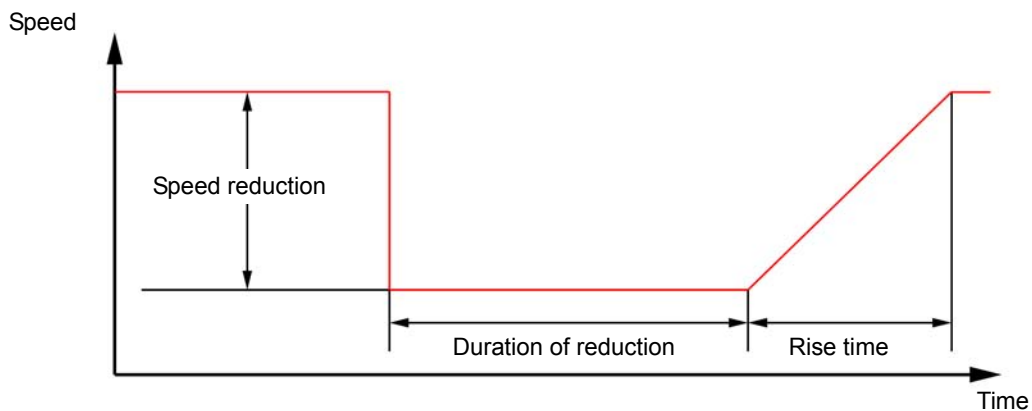 Speed
Speed reduction
Duration of reduction
Rise time
Time